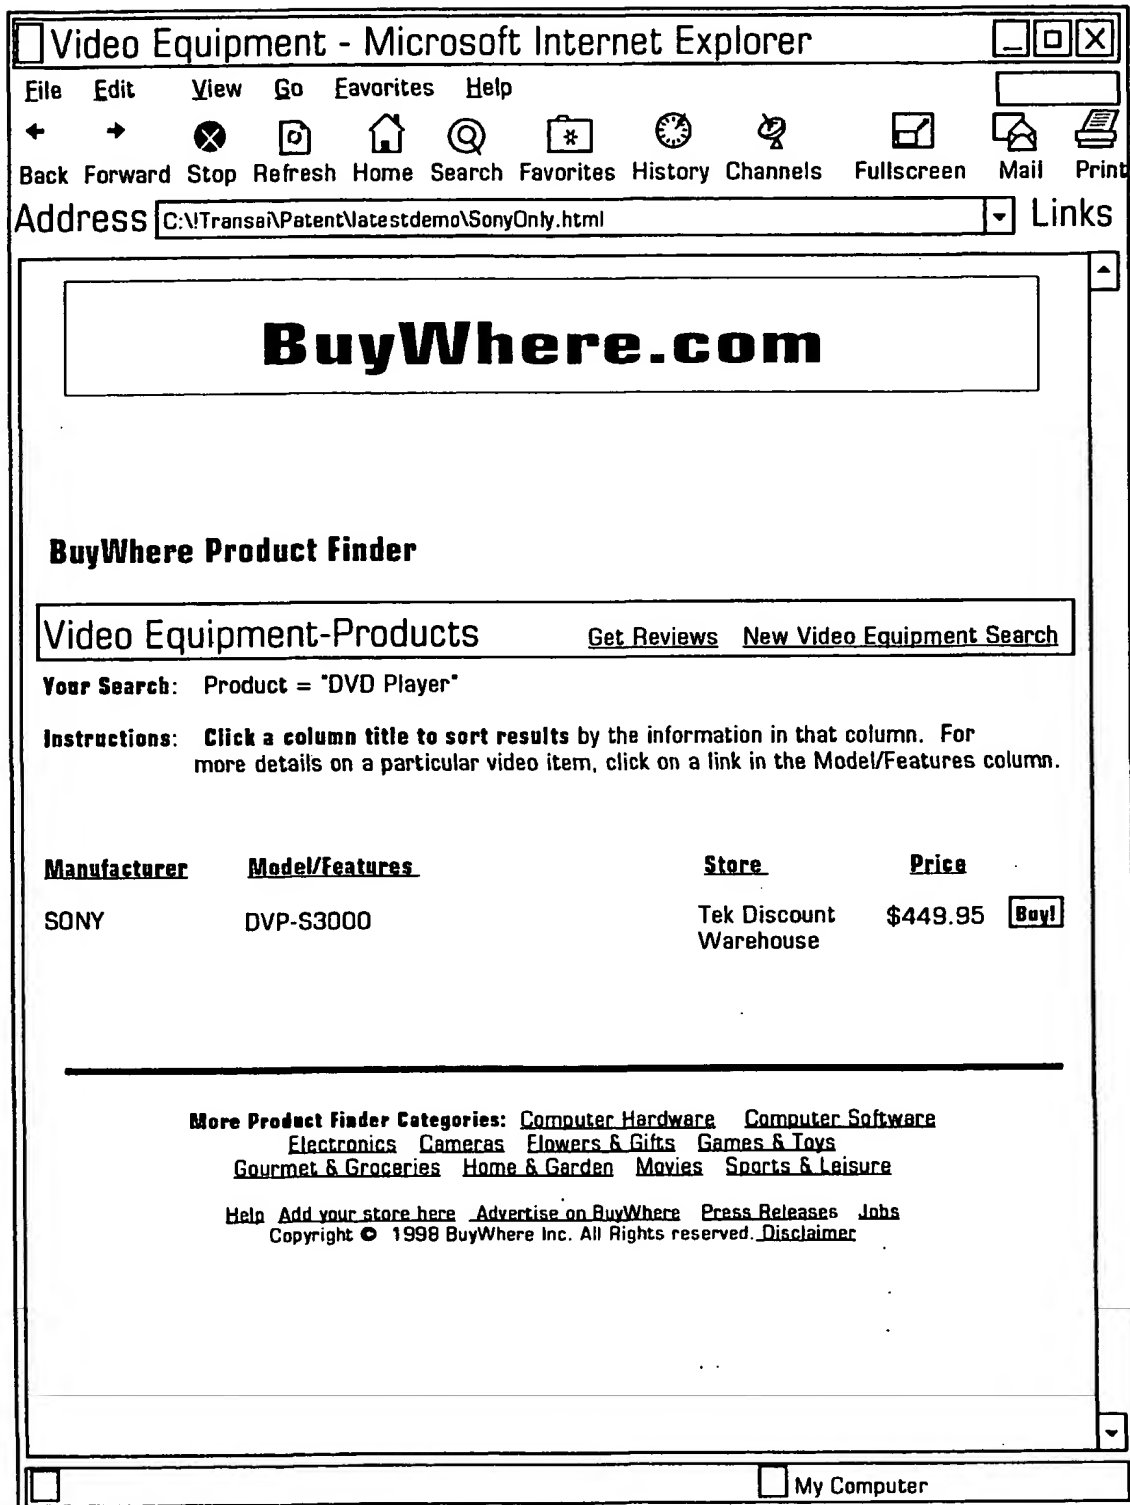 Video Equipment - Microsoft Internet Explorer
File Edit View Go Favorites Help
Back Forward Stop Refresh Home Search Favorites History Channels Fullscreen Mail Print
Address C:\!Transai\Patent\latestdemo\SonyOnly.html Links
BuyWhere.com
BuyWhere Product Finder
Video Equipment-Products Get Reviews New Video Equipment Search
Your Search: Product = "DVD Player"
Instructions: Click a column title to sort results by the information in that column. For
more details on a particular video item, click on a link in the Model/Features column.
Manufacturer Model/Features Store Price
SONY DVP-S3000 Tek Discount $449.95 Buy!
Warehouse
More Product Finder Categories: Computer Hardware Computer Software
Electronics Cameras Flowers & Gifts Games & Toys
Gourmet & Groceries Home & Garden Movies Sports & Leisure
Help Add your store here Advertise on BuyWhere Press Releases Jobs
Copyright © 1998 BuyWhere Inc. All Rights reserved. Disclaimer
My Computer